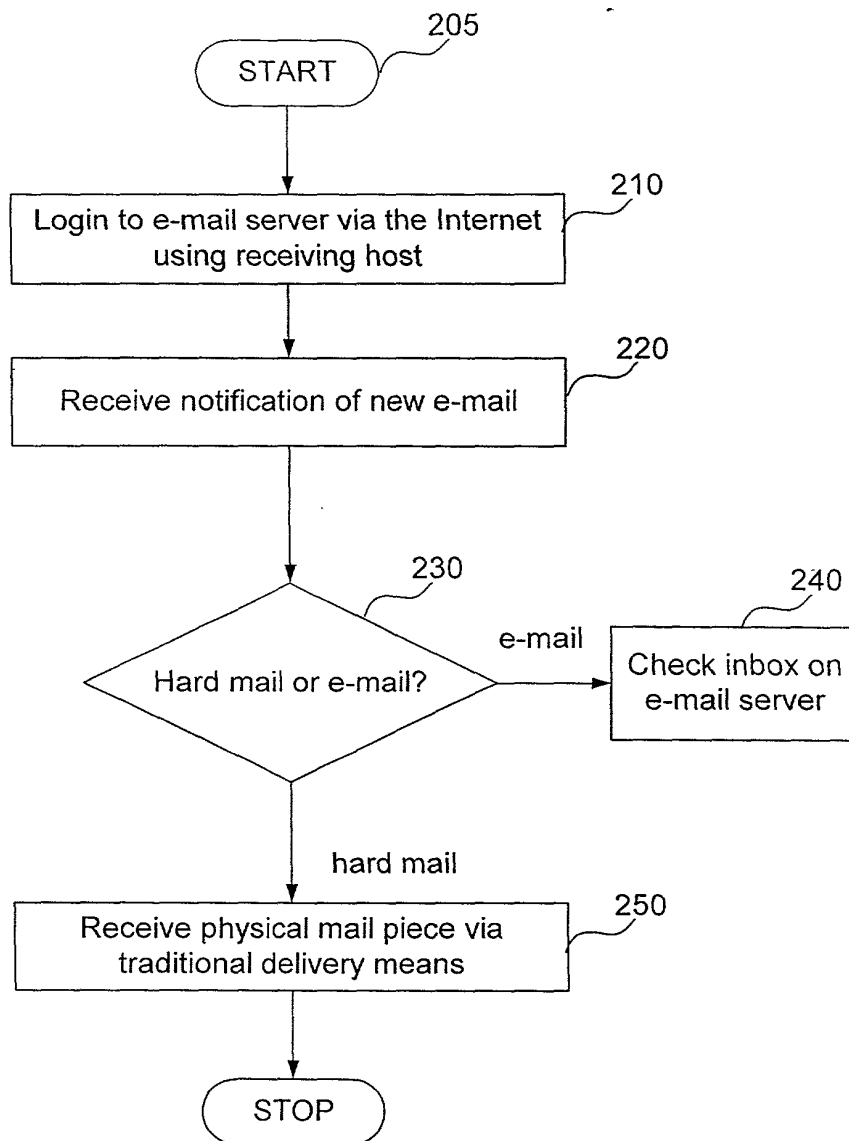 205
START
210
Login to e-mail server via the Internet
using receiving host
220
Receive notification of new e-mail
230
Hard mail or e-mail?
e-mail
240
Check inbox on
e-mail server
hard mail
250
Receive physical mail piece via
traditional delivery means
STOP